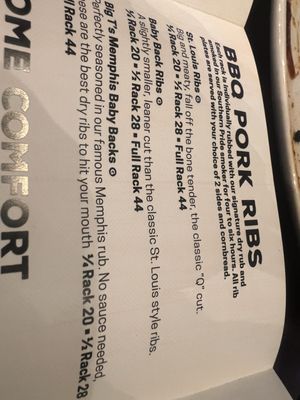 BBQ PORK RIBS
Each rack is individually rubbed with our signature dry rub and
smoked in our Southern Pride smoker for four to six hours. All rib
plates are served with your choice of 2 sides and cornbread.
St. Louis Ribs
Big and meaty, fall off the bone tender, the classic "Q" cut.
¼ Rack 20 • ½ Rack 28 • Full Rack 44
Baby Back Ribs
A slightly smaller, leaner cut than the classic St. Louis style ribs.
¼ Rack 20 • ½ Rack 28 • Full Rack 44
Big T's Memphis Baby Backs
Perfectly seasoned in our famous Memphis rub. No sauce needed,
these are the best dry ribs to hit your mouth ¼ Rack 20 • ½ Rack 28
Full Rack 44
OME COMFORT